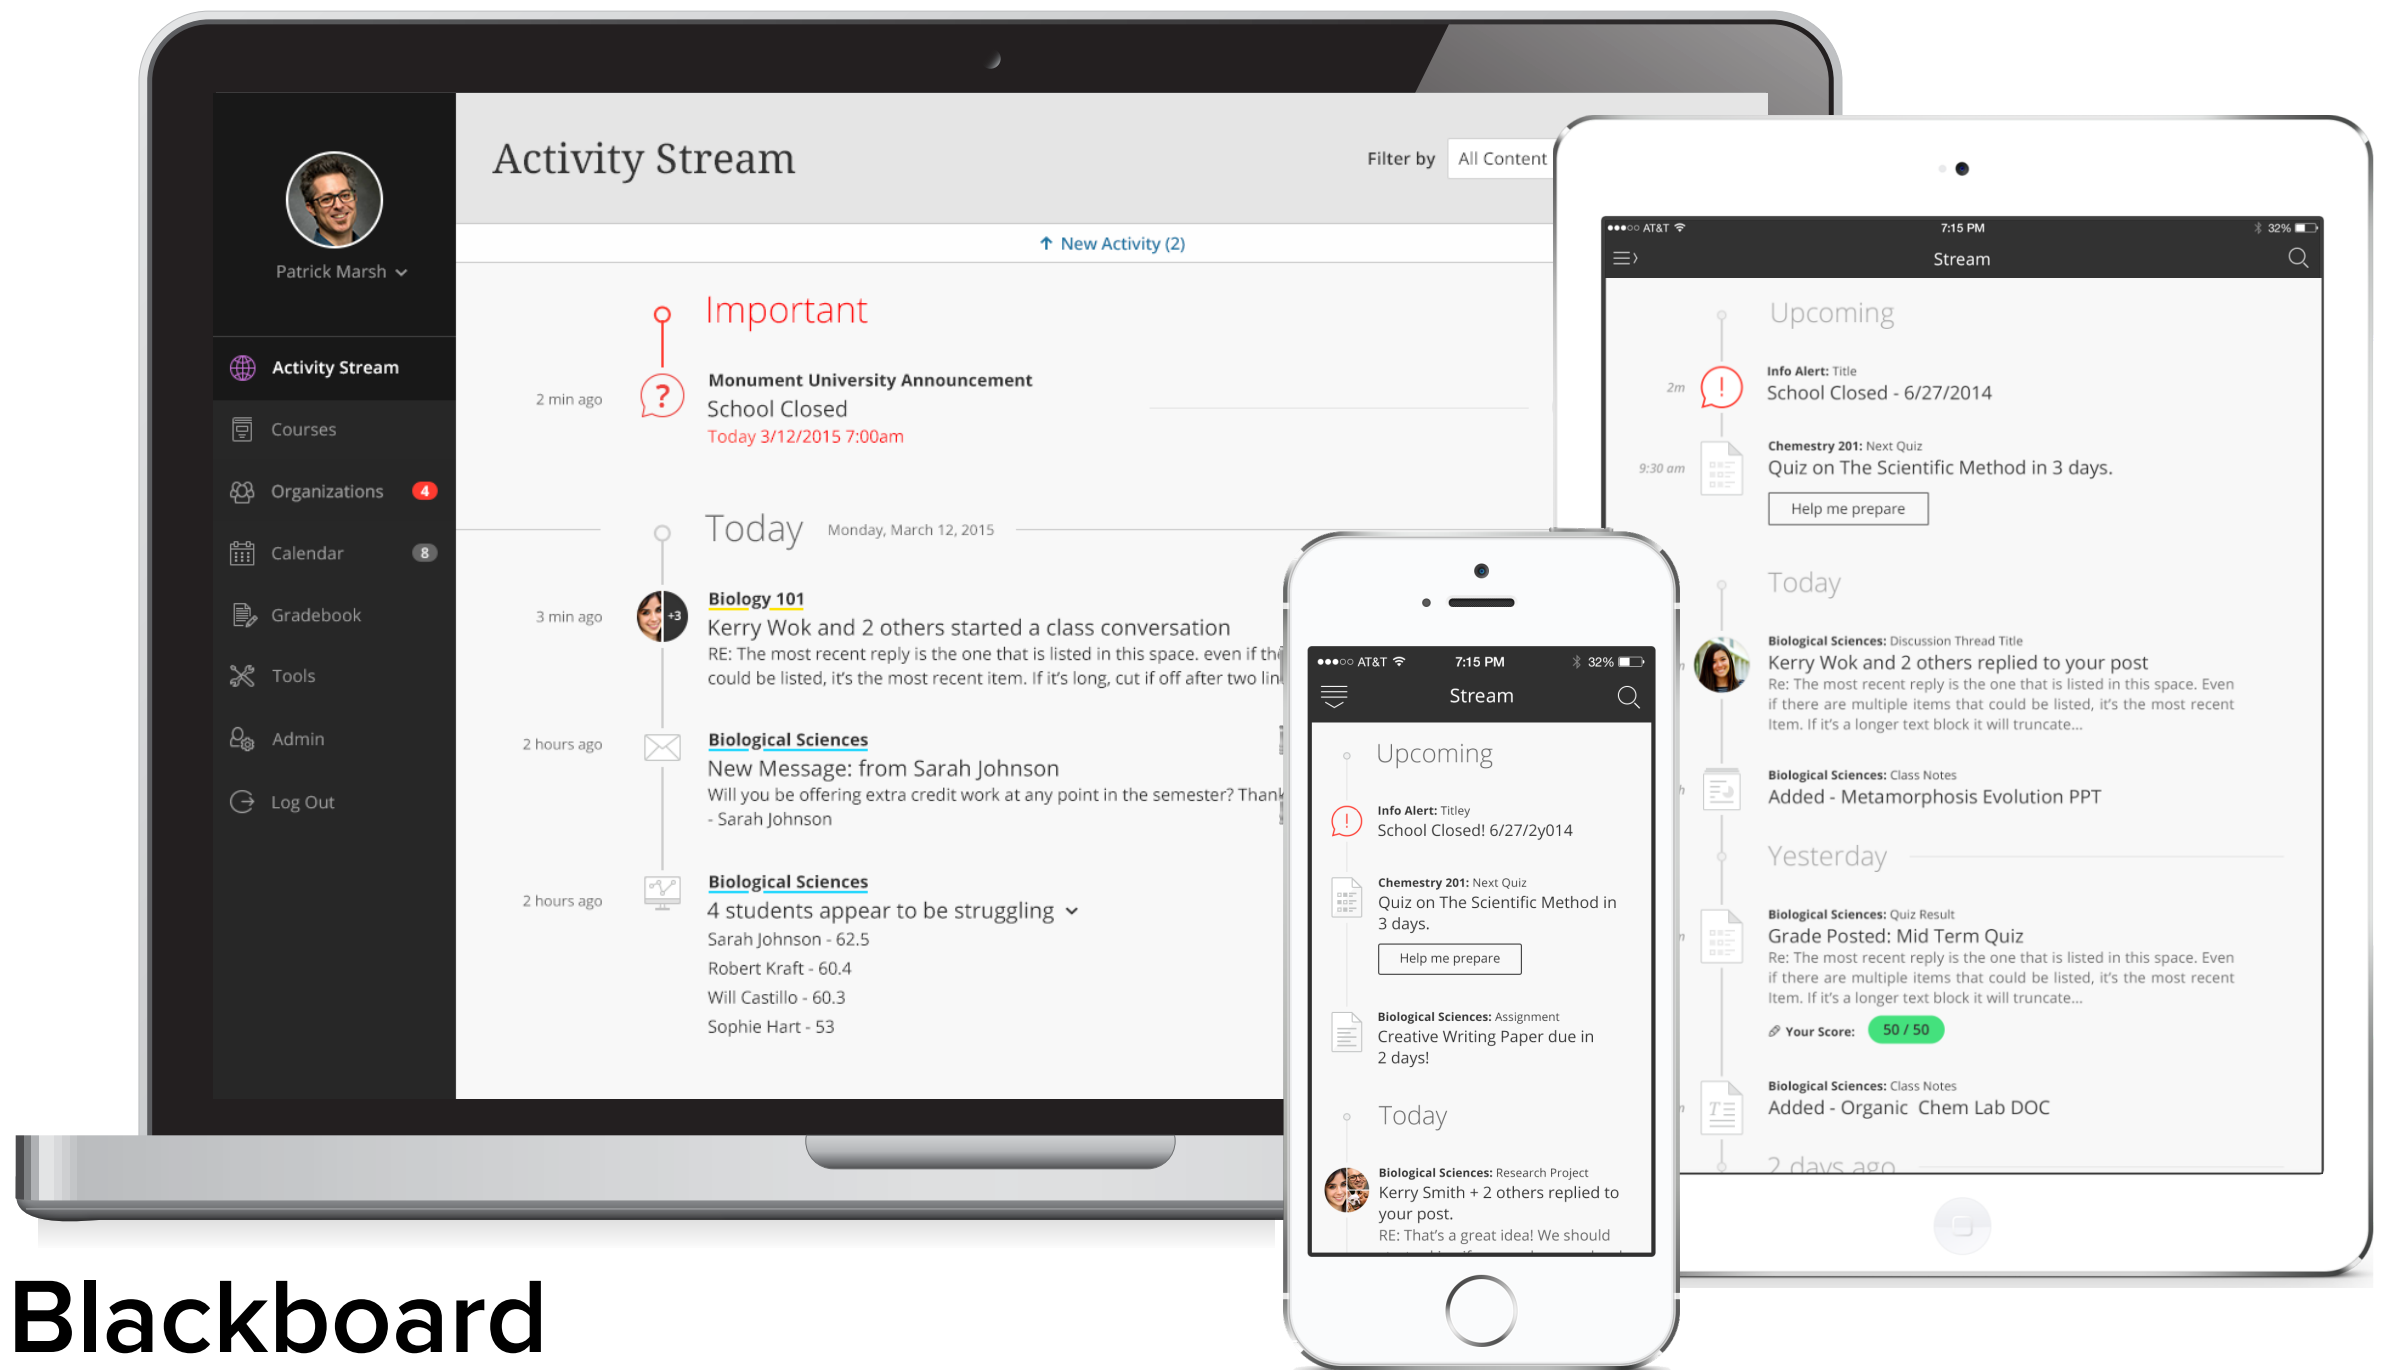 Patrick Marsh
Activity Stream
Courses
Organizations 4
Calendar 8
Gradebook
Tools
Admin
Log Out
Activity Stream
Filter by All Content
New Activity (2)
Important
2 min ago
Monument University Announcement
School Closed
Today 3/12/2015 7:00am
Today Monday, March 12, 2015
3 min ago
+3
Biology 101
Kerry Wok and 2 others started a class conversation
RE: The most recent reply is the one that is listed in this space. even if
could be listed, it's the most recent item. If it's long, cut if off after two
2 hours ago
Biological Sciences
New Message: from Sarah Johnson
Will you be offering extra credit work at any point in the semester?
- Sarah Johnson
2 hours ago
Biological Sciences
4 students appear to be struggling
Sarah Johnson - 62.5
Robert Kraft - 60.4
Will Castillo - 60.3
Sophie Hart - 53
AT&T 7:15 PM 32%
Stream
Upcoming
Info Alert: Titley
School Closed! 6/27/2y014
Chemestry 201: Next Quiz
Quiz on The Scientific Method in
3 days.
Help me prepare
Biological Sciences: Assignment
Creative Writing Paper due in
2 days!
Today
Biological Sciences: Research Project
Kerry Smith + 2 others replied to
your post.
RE: That's a great idea! We should
AT&T 7:15 PM 32%
Stream
Upcoming
2m
Info Alert: Title
School Closed - 6/27/2014
9:30 am
Chemestry 201: Next Quiz
Quiz on The Scientific Method in 3 days.
Help me prepare
Today
Biological Sciences: Discussion Thread Title
Kerry Wok and 2 others replied to your post
Re: The most recent reply is the one that is listed in this space. Even
if there are multiple items that could be listed, it's the most recent
Item. If it's a longer text block it will truncate...
Biological Sciences: Class Notes
Added - Metamorphosis Evolution PPT
Yesterday
Biological Sciences: Quiz Result
Grade Posted: Mid Term Quiz
Re: The most recent reply is the one that is listed in this space. Even
if there are multiple items that could be listed, it's the most recent
Item. If it's a longer text block it will truncate...
Your Score: 50 / 50
Biological Sciences: Class Notes
Added - Organic Chem Lab DOC
2 days ago
Blackboard